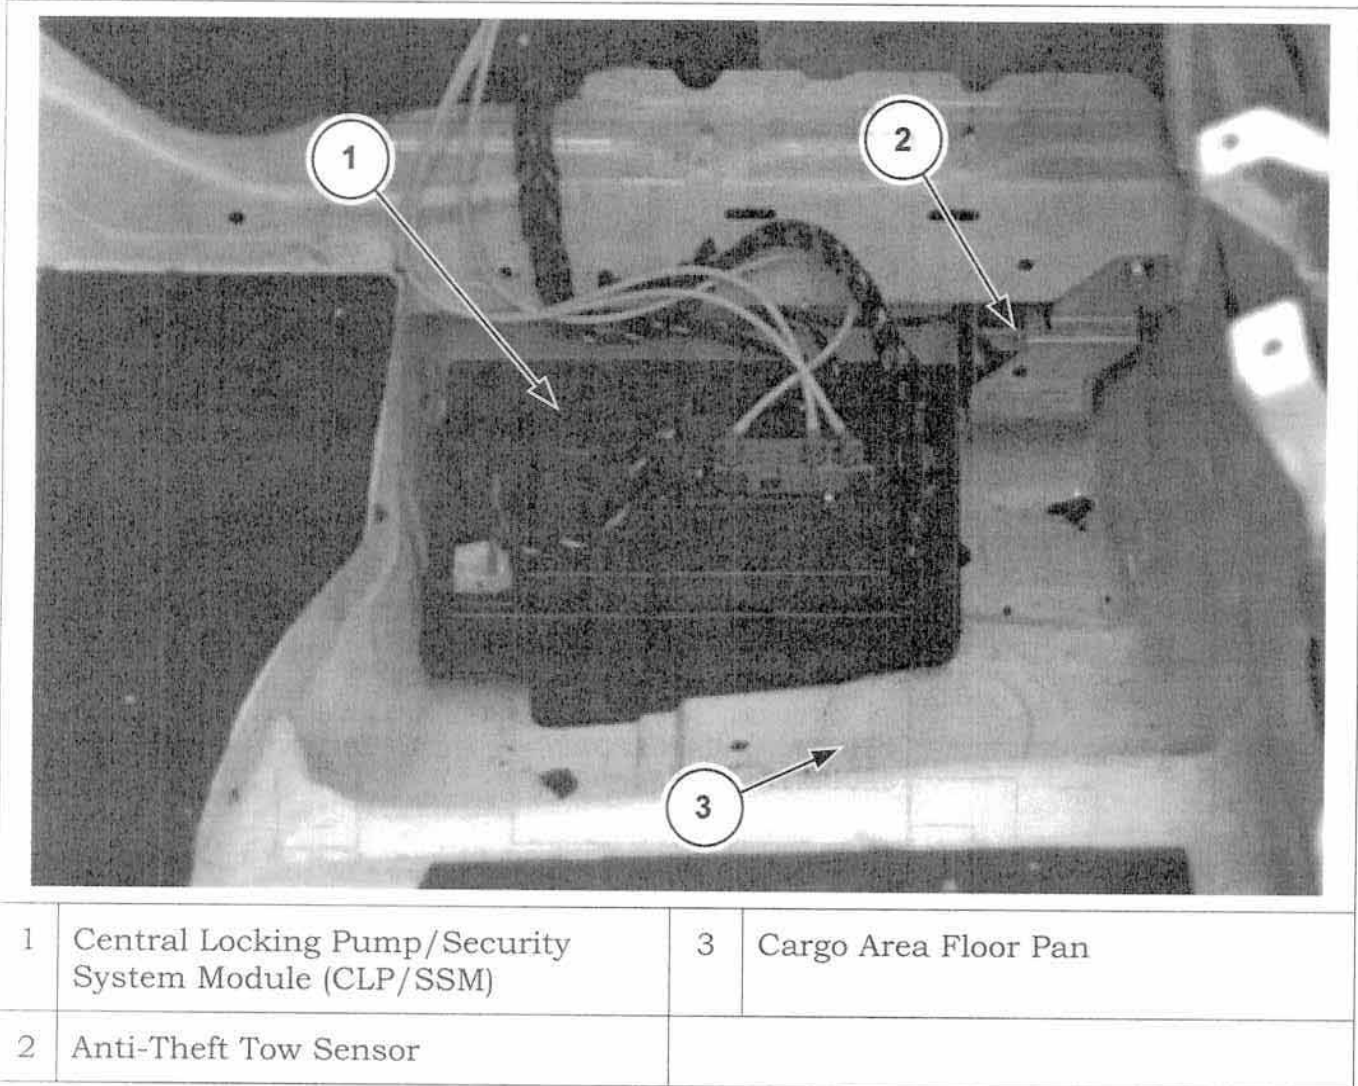 1
2
3
1 Central Locking Pump/Security
System Module (CLP/SSM)
3 Cargo Area Floor Pan
2 Anti-Theft Tow Sensor